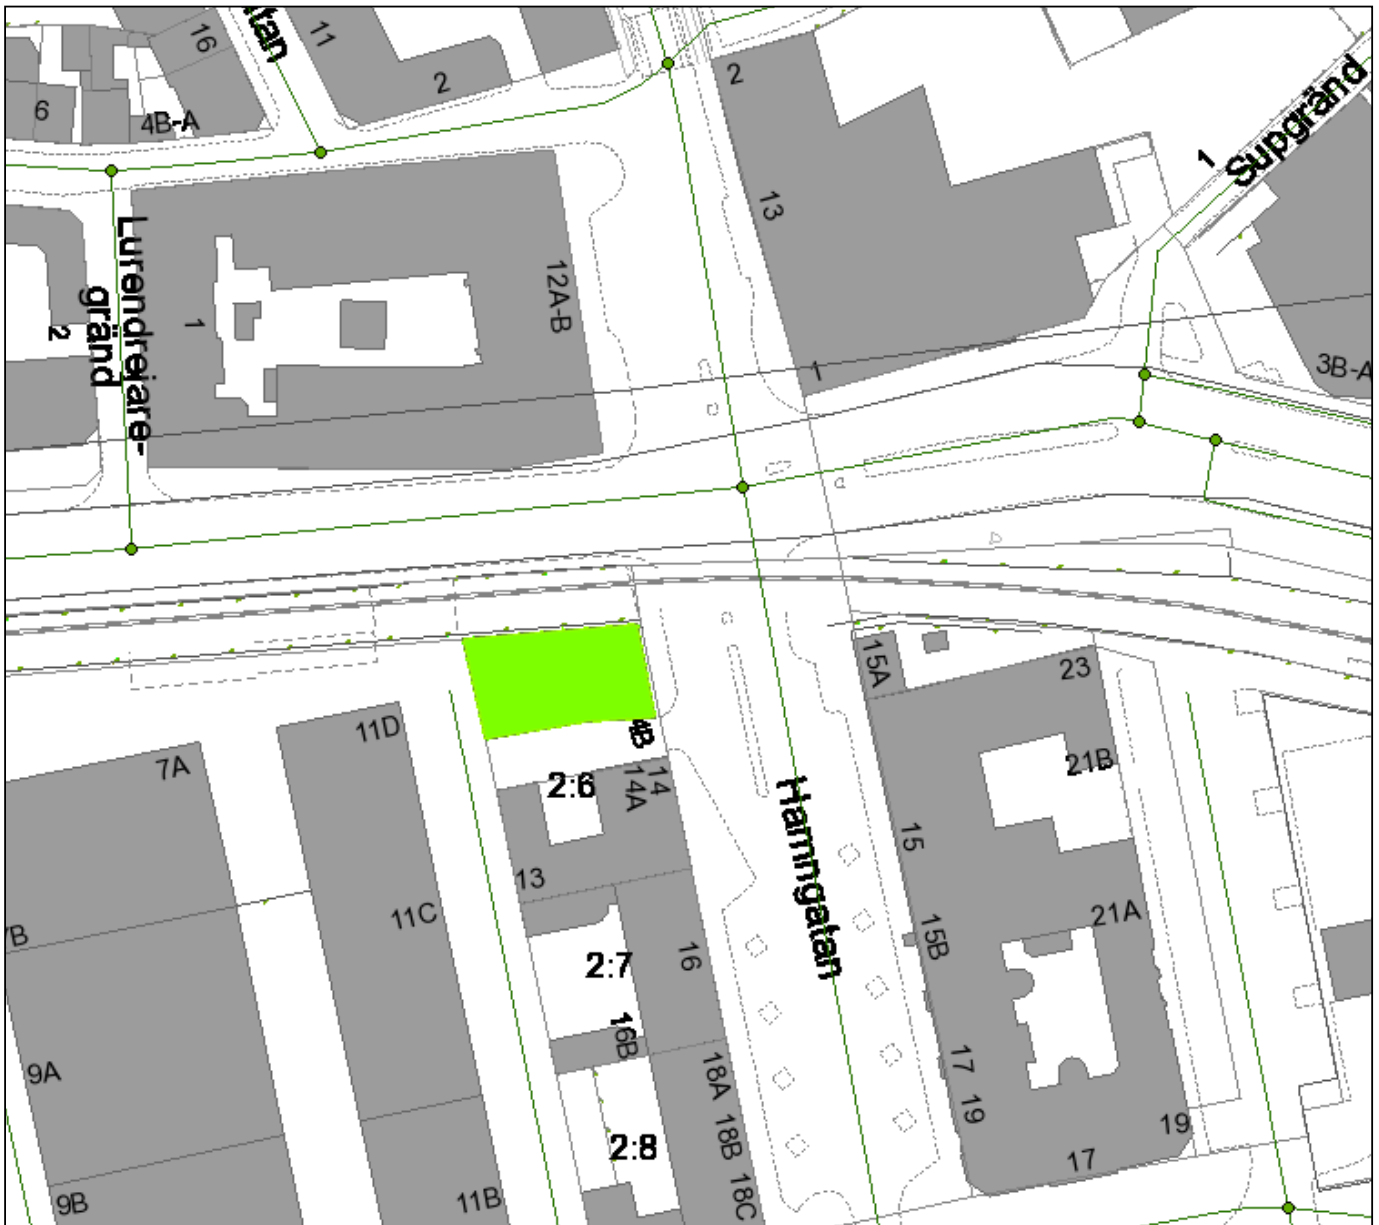 16
tan
11
2
2
6
4B-A
Supgränd
1
13
Lurendrejare-
gränd
2
1
12A-B
1
3B-A
15A
23
11D
7A
4B
21B
2:6
14
14A
Hamngatan
15
13
11C
21A
15B
16
2:7
16B
17
18A
9A
19
18B
19
2:8
17
18C
9B
11B